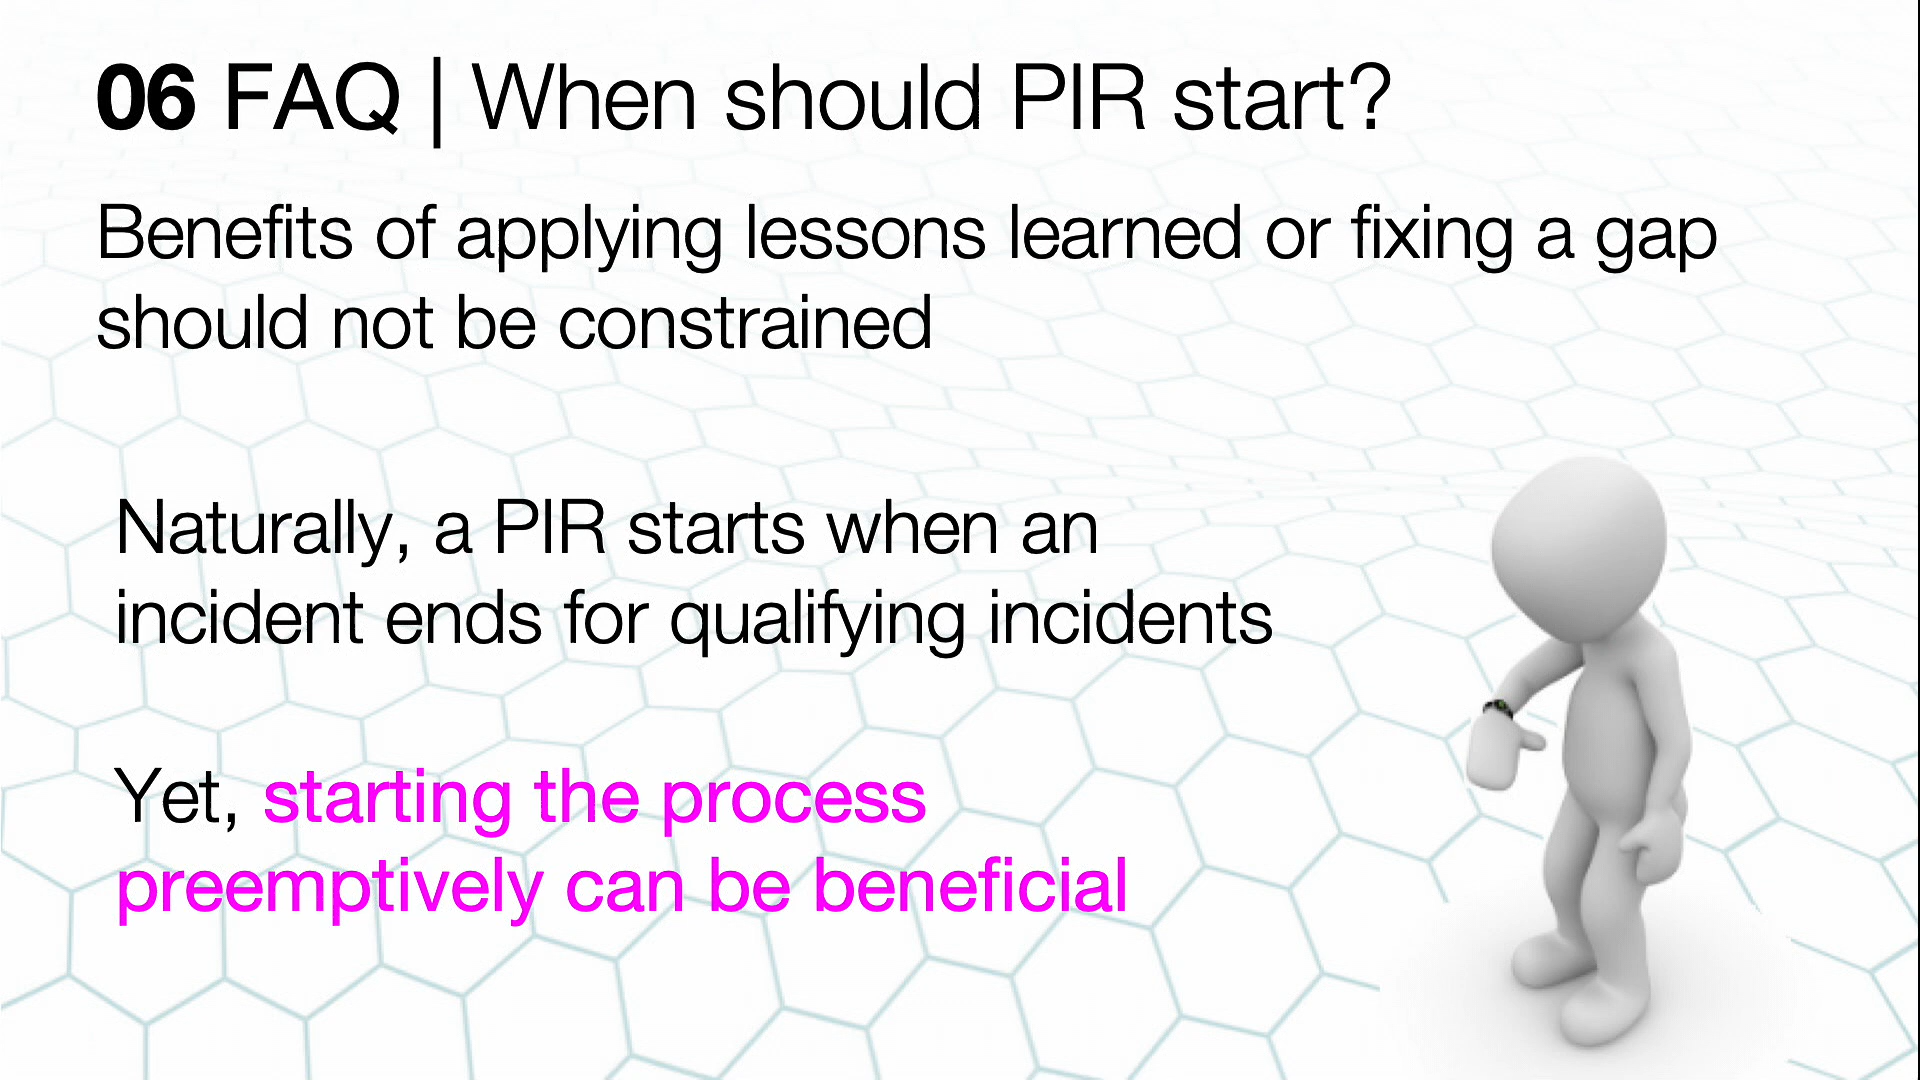 06 FAQ | When should PIR start?
Benefits of applying lessons learned or fixing a gap
should not be constrained
Naturally, a PIR starts when an
incident ends for qualifying incidents
Yet, starting the process
preemptively can be beneficial